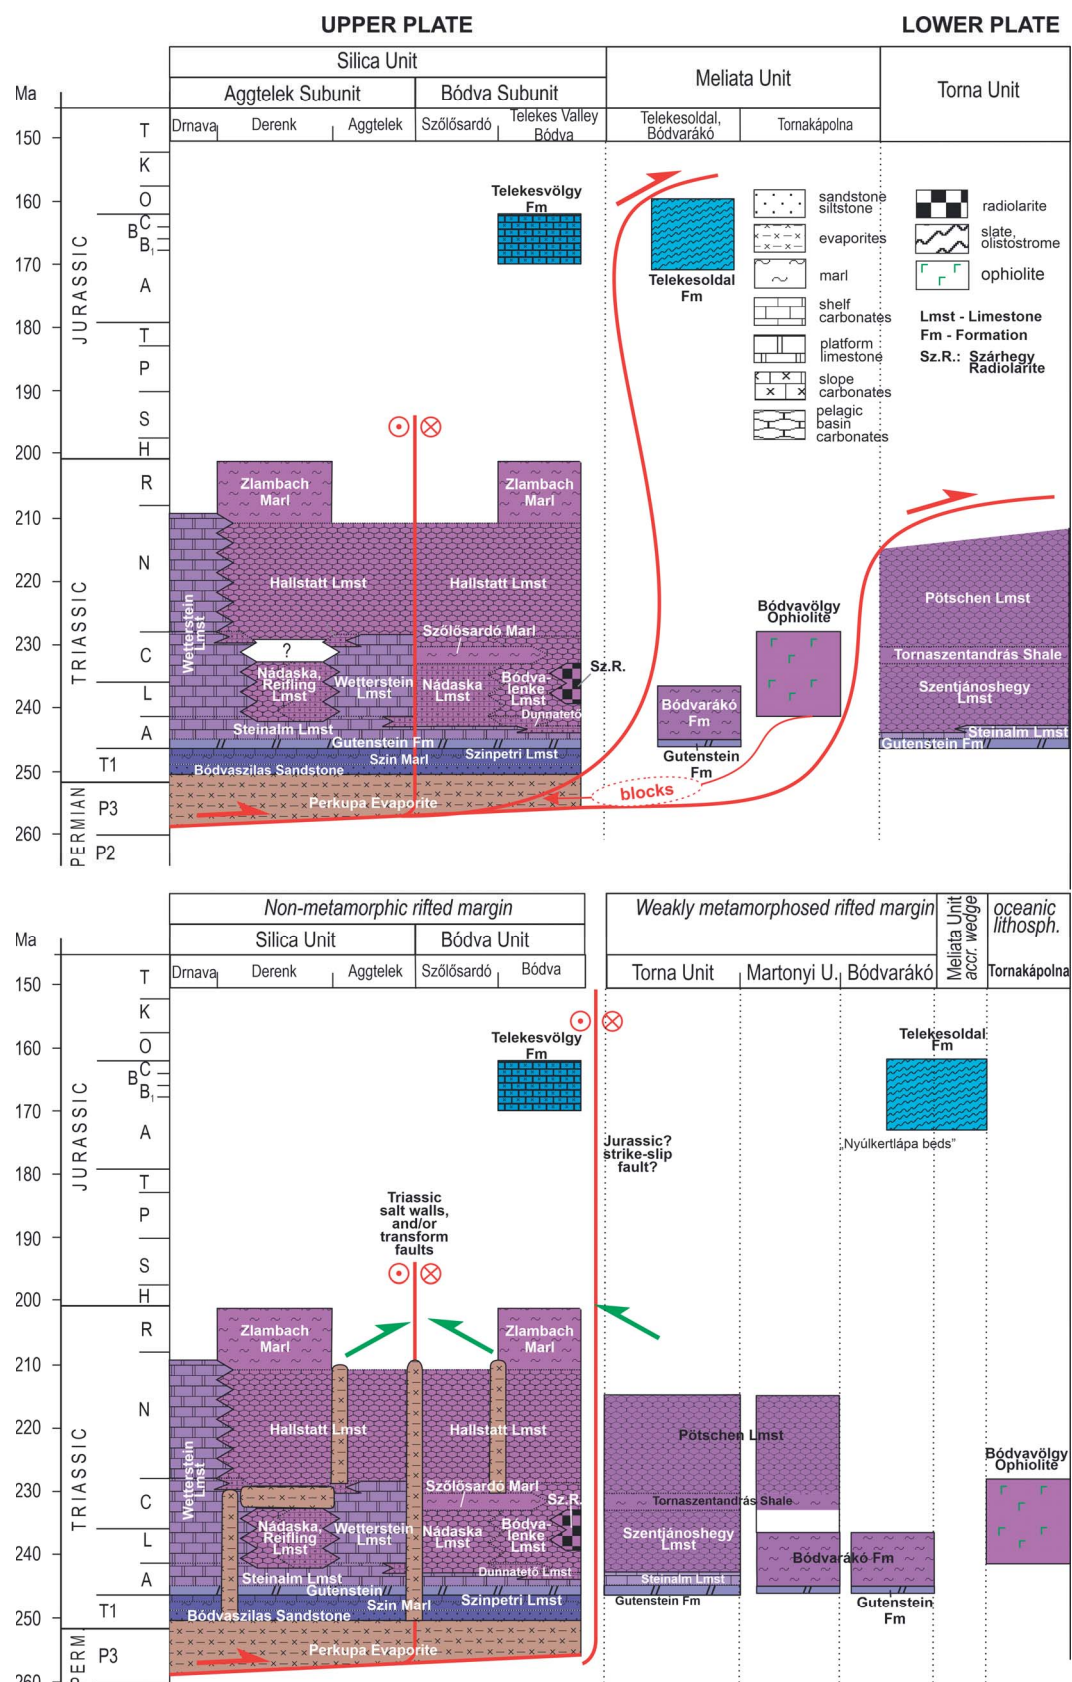 UPPER PLATE
LOWER PLATE
Silica Unit
Meliata Unit
Torna Unit
Aggtelek Subunit
Bódva Subunit
Ma
Drnava
Derenk
Aggtelek
Szőlősardó
Telekes Valley
Bódva
Telekesoldal,
Bódvarákó
Tornakápolna
150
160
170
180
190
200
210
220
230
240
250
260
JURASSIC
TRIASSIC
PERMIAN
T
K
O
C
B
B1
A
T
P
S
H
R
N
C
L
A
T1
P3
P2
Telekesvölgy
Fm
Telekesoldal
Fm
sandstone
siltstone
evaporites
marl
shelf
carbonates
platform
limestone
slope
carbonates
pelagic
basin
carbonates
radiolarite
slate,
olistostrome
ophiolite
Lmst - Limestone
Fm - Formation
Sz.R.: Szárhegy
Radiolarite
Zlambach
Marl
Zlambach
Marl
Hallstatt Lmst
Hallstatt Lmst
Wetterstein
Lmst
?
Szőlősardó Marl
Nádaska,
Reifling
Lmst
Wetterstein
Lmst
Nádaska
Lmst
Bódva-
lenke
Lmst
Sz.R.
Dunnatető
Steinalm Lmst
Gutenstein Fm
Szin Marl
Szinpetri Lmst
Bódvaszilas Sandstone
Perkupa Evaporite
blocks
Bódvarákó
Fm
Gutenstein
Fm
Bódvavölgy
Ophiolite
Pötschen Lmst
Tornaszentandrás Shale
Szentjánoshegy
Lmst
Steinalm Lmst
Gutenstein Fm
Non-metamorphic rifted margin
Weakly metamorphosed rifted margin
Meliata Unit
accr. wedge
oceanic
lithosph.
Silica Unit
Bódva Unit
Ma
Drnava
Derenk
Aggtelek
Szőlősardó
Bódva
Torna Unit
Martonyi U.
Bódvarákó
Tornakápolna
150
160
170
180
190
200
210
220
230
240
250
260
JURASSIC
TRIASSIC
PERM.
T
K
O
C
B
B1
A
T
P
S
H
R
N
C
L
A
T1
P3
Telekesvölgy
Fm
Telekesoldal
Fm
„Nyúlkertlápa beds”
Jurassic?
strike-slip
fault?
Triassic
salt walls,
and/or
transform
faults
Zlambach
Marl
Zlambach
Marl
Hallstatt Lmst
Hallstatt Lmst
Wetterstein
Lmst
Szőlősardó Marl
Sz.R.
Nádaska,
Reifling
Lmst
Wetterstein
Lmst
Nádaska
Lmst
Bódva-
lenke
Lmst
Dunnatető Lmst
Steinalm Lmst
Gutenstein
Szin Marl
Szinpetri Lmst
Bódvaszilas Sandstone
Perkupa Evaporite
Pötschen Lmst
Tornaszentandrás Shale
Szentjánoshegy
Lmst
Steinalm Lmst
Gutenstein Fm
Bódvarákó Fm
Gutenstein
Fm
Bódvavölgy
Ophiolite